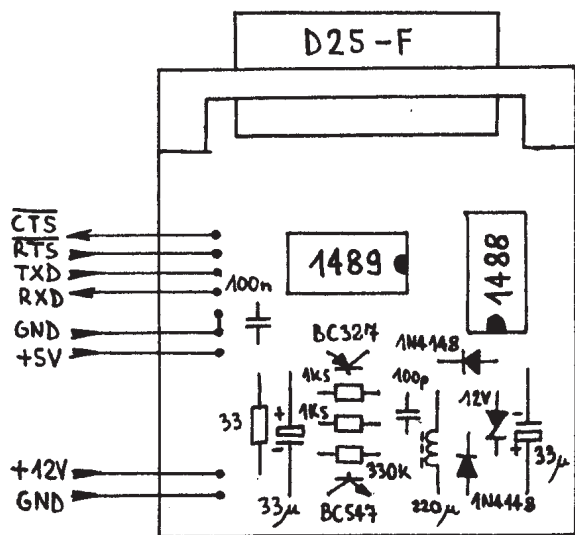 D25-F
CTS
RTS
TXD
RXD
GND
+5V
+12V
GND
100n
1489
1488
BC327
1N4148
1K5
100p
12V
33
+
1K5
-
330k
33µ
BC547
220µ
1N4148
-
+
33µ